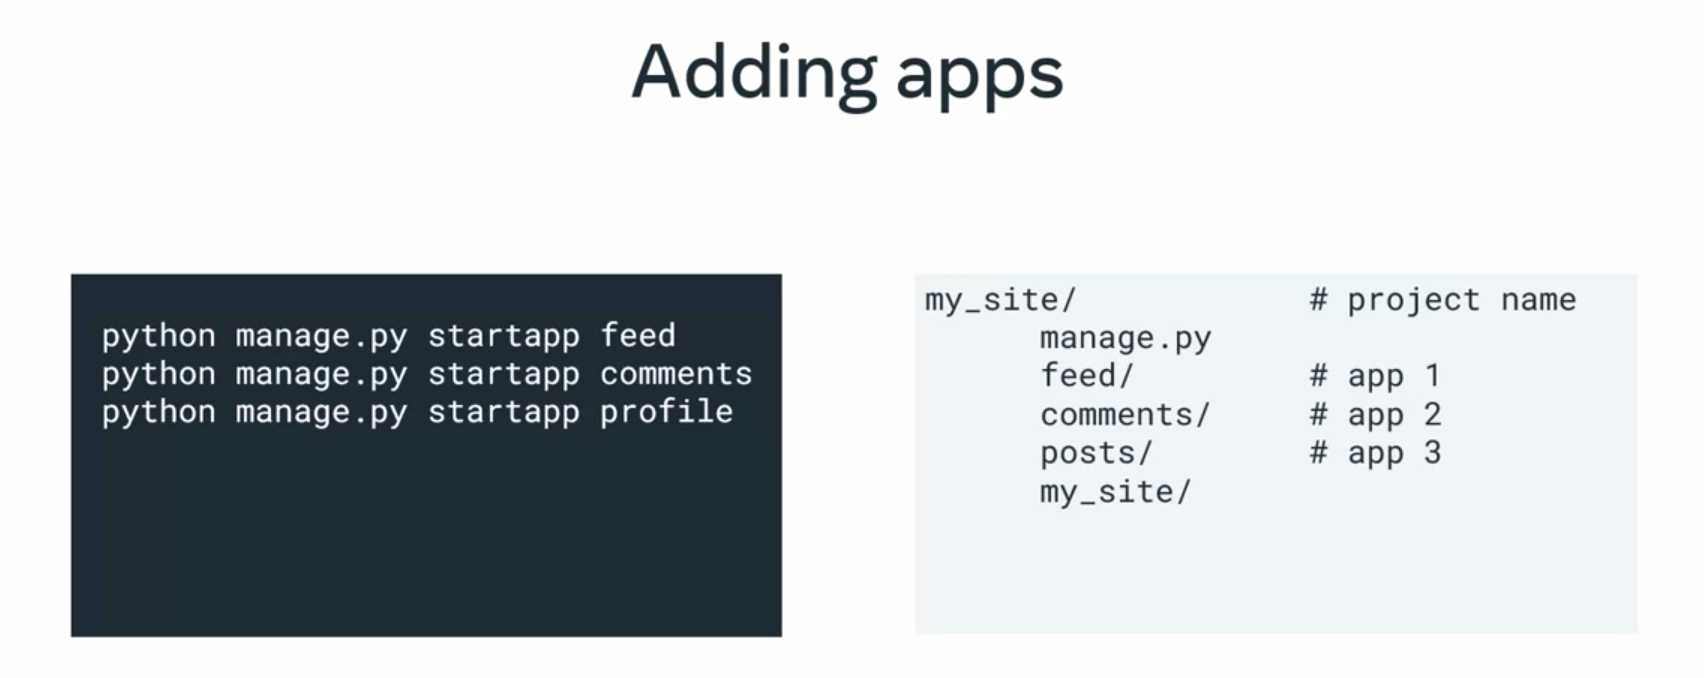 Adding apps
python manage.py startapp feed
python manage.py startapp comments
python manage.py startapp profile
my_site/ # project name
manage.py
feed/ # app 1
comments/ # app 2
posts/ # app 3
my_site/